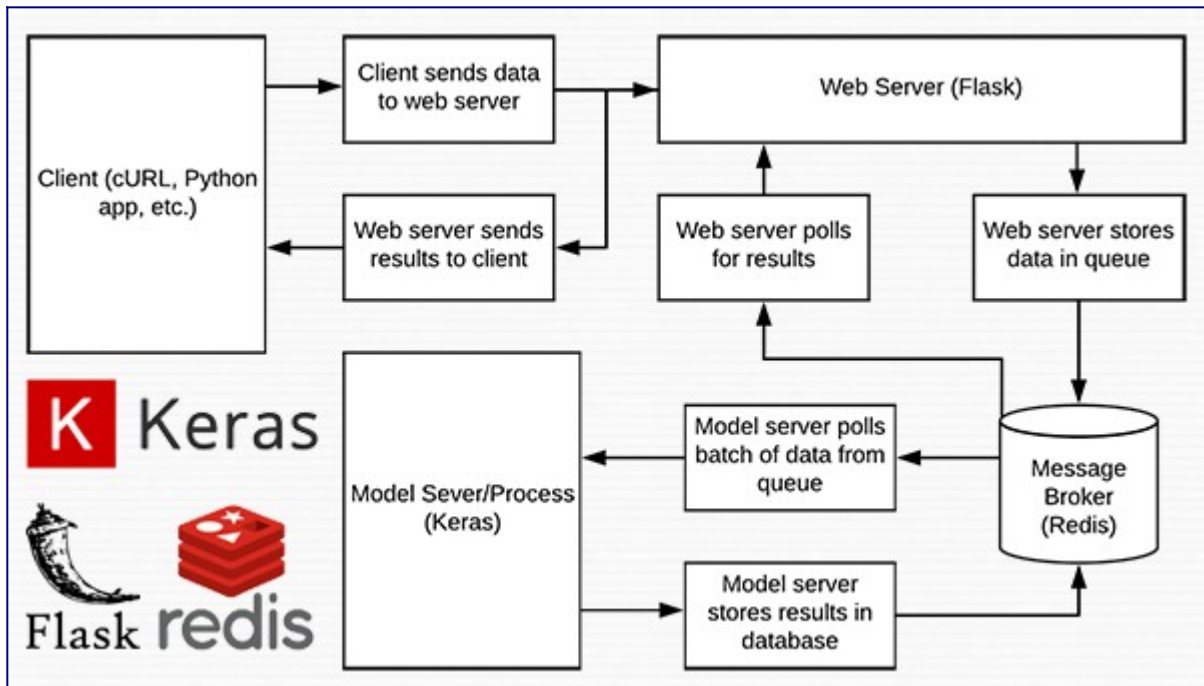 Client (cURL, Python
app, etc.)
Client sends data
to web server
Web Server (Flask)
Web server sends
results to client
Web server polls
for results
Web server stores
data in queue
K Keras
Model Sever/Process
(Keras)
Model server polls
batch of data from
queue
Message
Broker
(Redis)
Model server
stores results in
database
Flask
redis